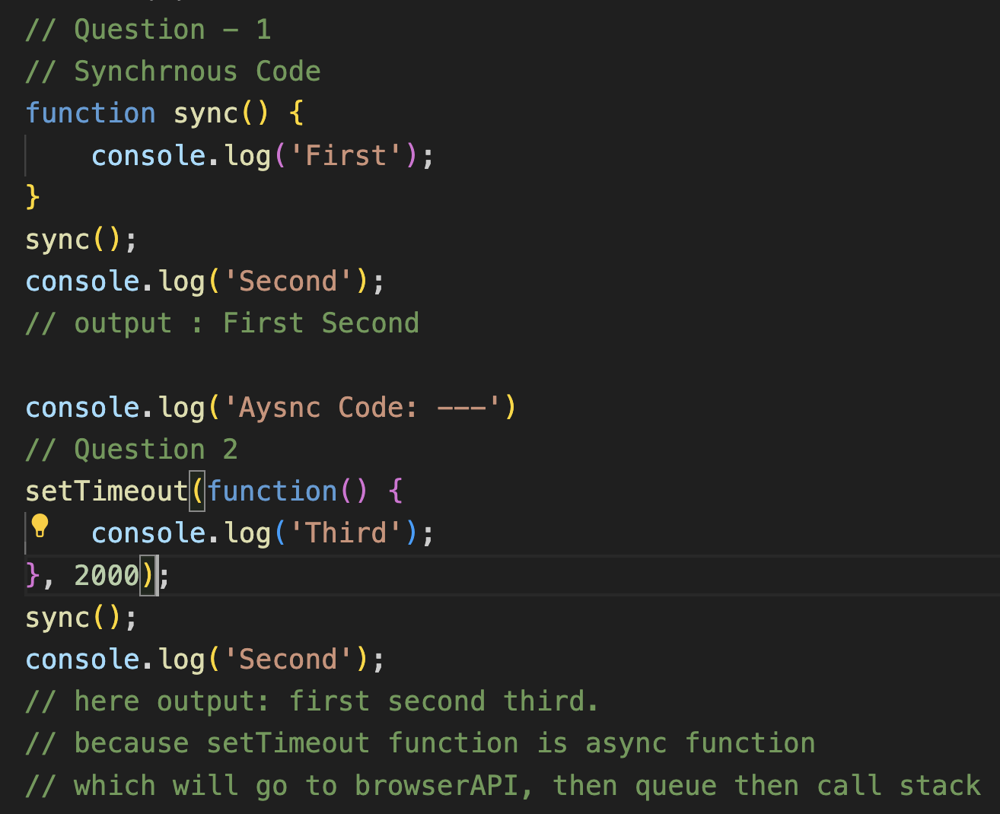 // Question - 1
// Synchrnous Code
function sync() {
    console.log('First');
}
sync();
console.log('Second');
// output : First Second

console.log('Aysnc Code: ---')
// Question 2
setTimeout(function() {
    console.log('Third');
}, 2000);
sync();
console.log('Second');
// here output: first second third.
// because setTimeout function is async function
// which will go to browserAPI, then queue then call stack